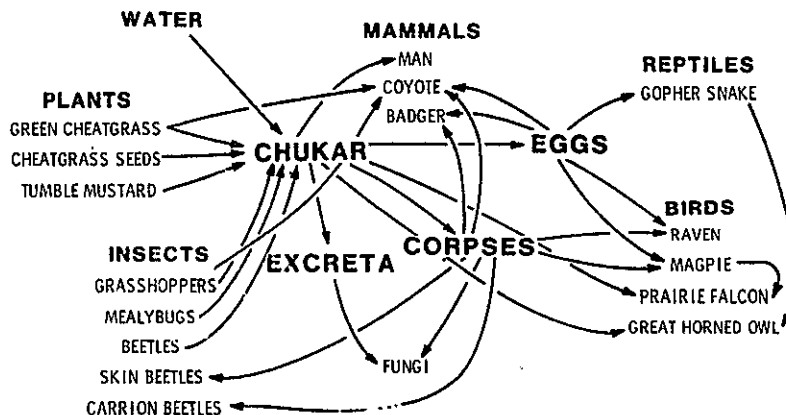 WATER
MAMMALS
MAN
COYOTE
BADGER
REPTILES
GOPHER SNAKE
PLANTS
GREEN CHEATGRASS
CHEATGRASS SEEDS
TUMBLE MUSTARD
CHUKAR
EGGS
BIRDS
RAVEN
MAGPIE
PRAIRIE FALCON
GREAT HORNED OWL
INSECTS
GRASSHOPPERS
MEALYBUGS
BEETLES
SKIN BEETLES
CARRION BEETLES
EXCRETA
CORPSES
FUNGI